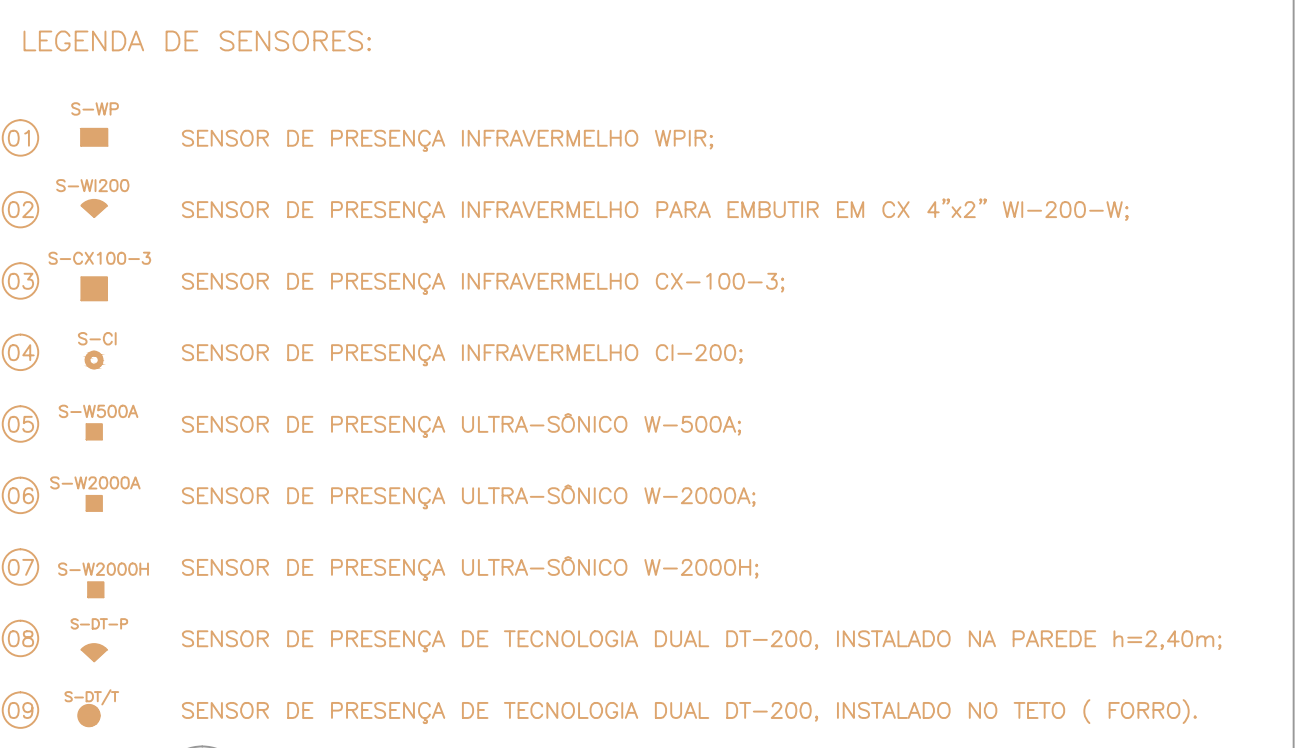 LEGENDA DE SENSORES:
S-WP
01 SENSOR DE PRESENÇA INFRAVERMELHO WPIR;
S-WI200
02 SENSOR DE PRESENÇA INFRAVERMELHO PARA EMBUTIR EM CX 4"x2" WI-200-W;
S-CX100-3
03 SENSOR DE PRESENÇA INFRAVERMELHO CX-100-3;
S-CI
04 SENSOR DE PRESENÇA INFRAVERMELHO CI-200;
S-W500A
05 SENSOR DE PRESENÇA ULTRA-SÔNICO W-500A;
S-W2000A
06 SENSOR DE PRESENÇA ULTRA-SÔNICO W-2000A;
S-W2000H
07 SENSOR DE PRESENÇA ULTRA-SÔNICO W-2000H;
S-DT-P
08 SENSOR DE PRESENÇA DE TECNOLOGIA DUAL DT-200, INSTALADO NA PAREDE h=2,40m;
S-DT/T
09 SENSOR DE PRESENÇA DE TECNOLOGIA DUAL DT-200, INSTALADO NO TETO ( FORRO).